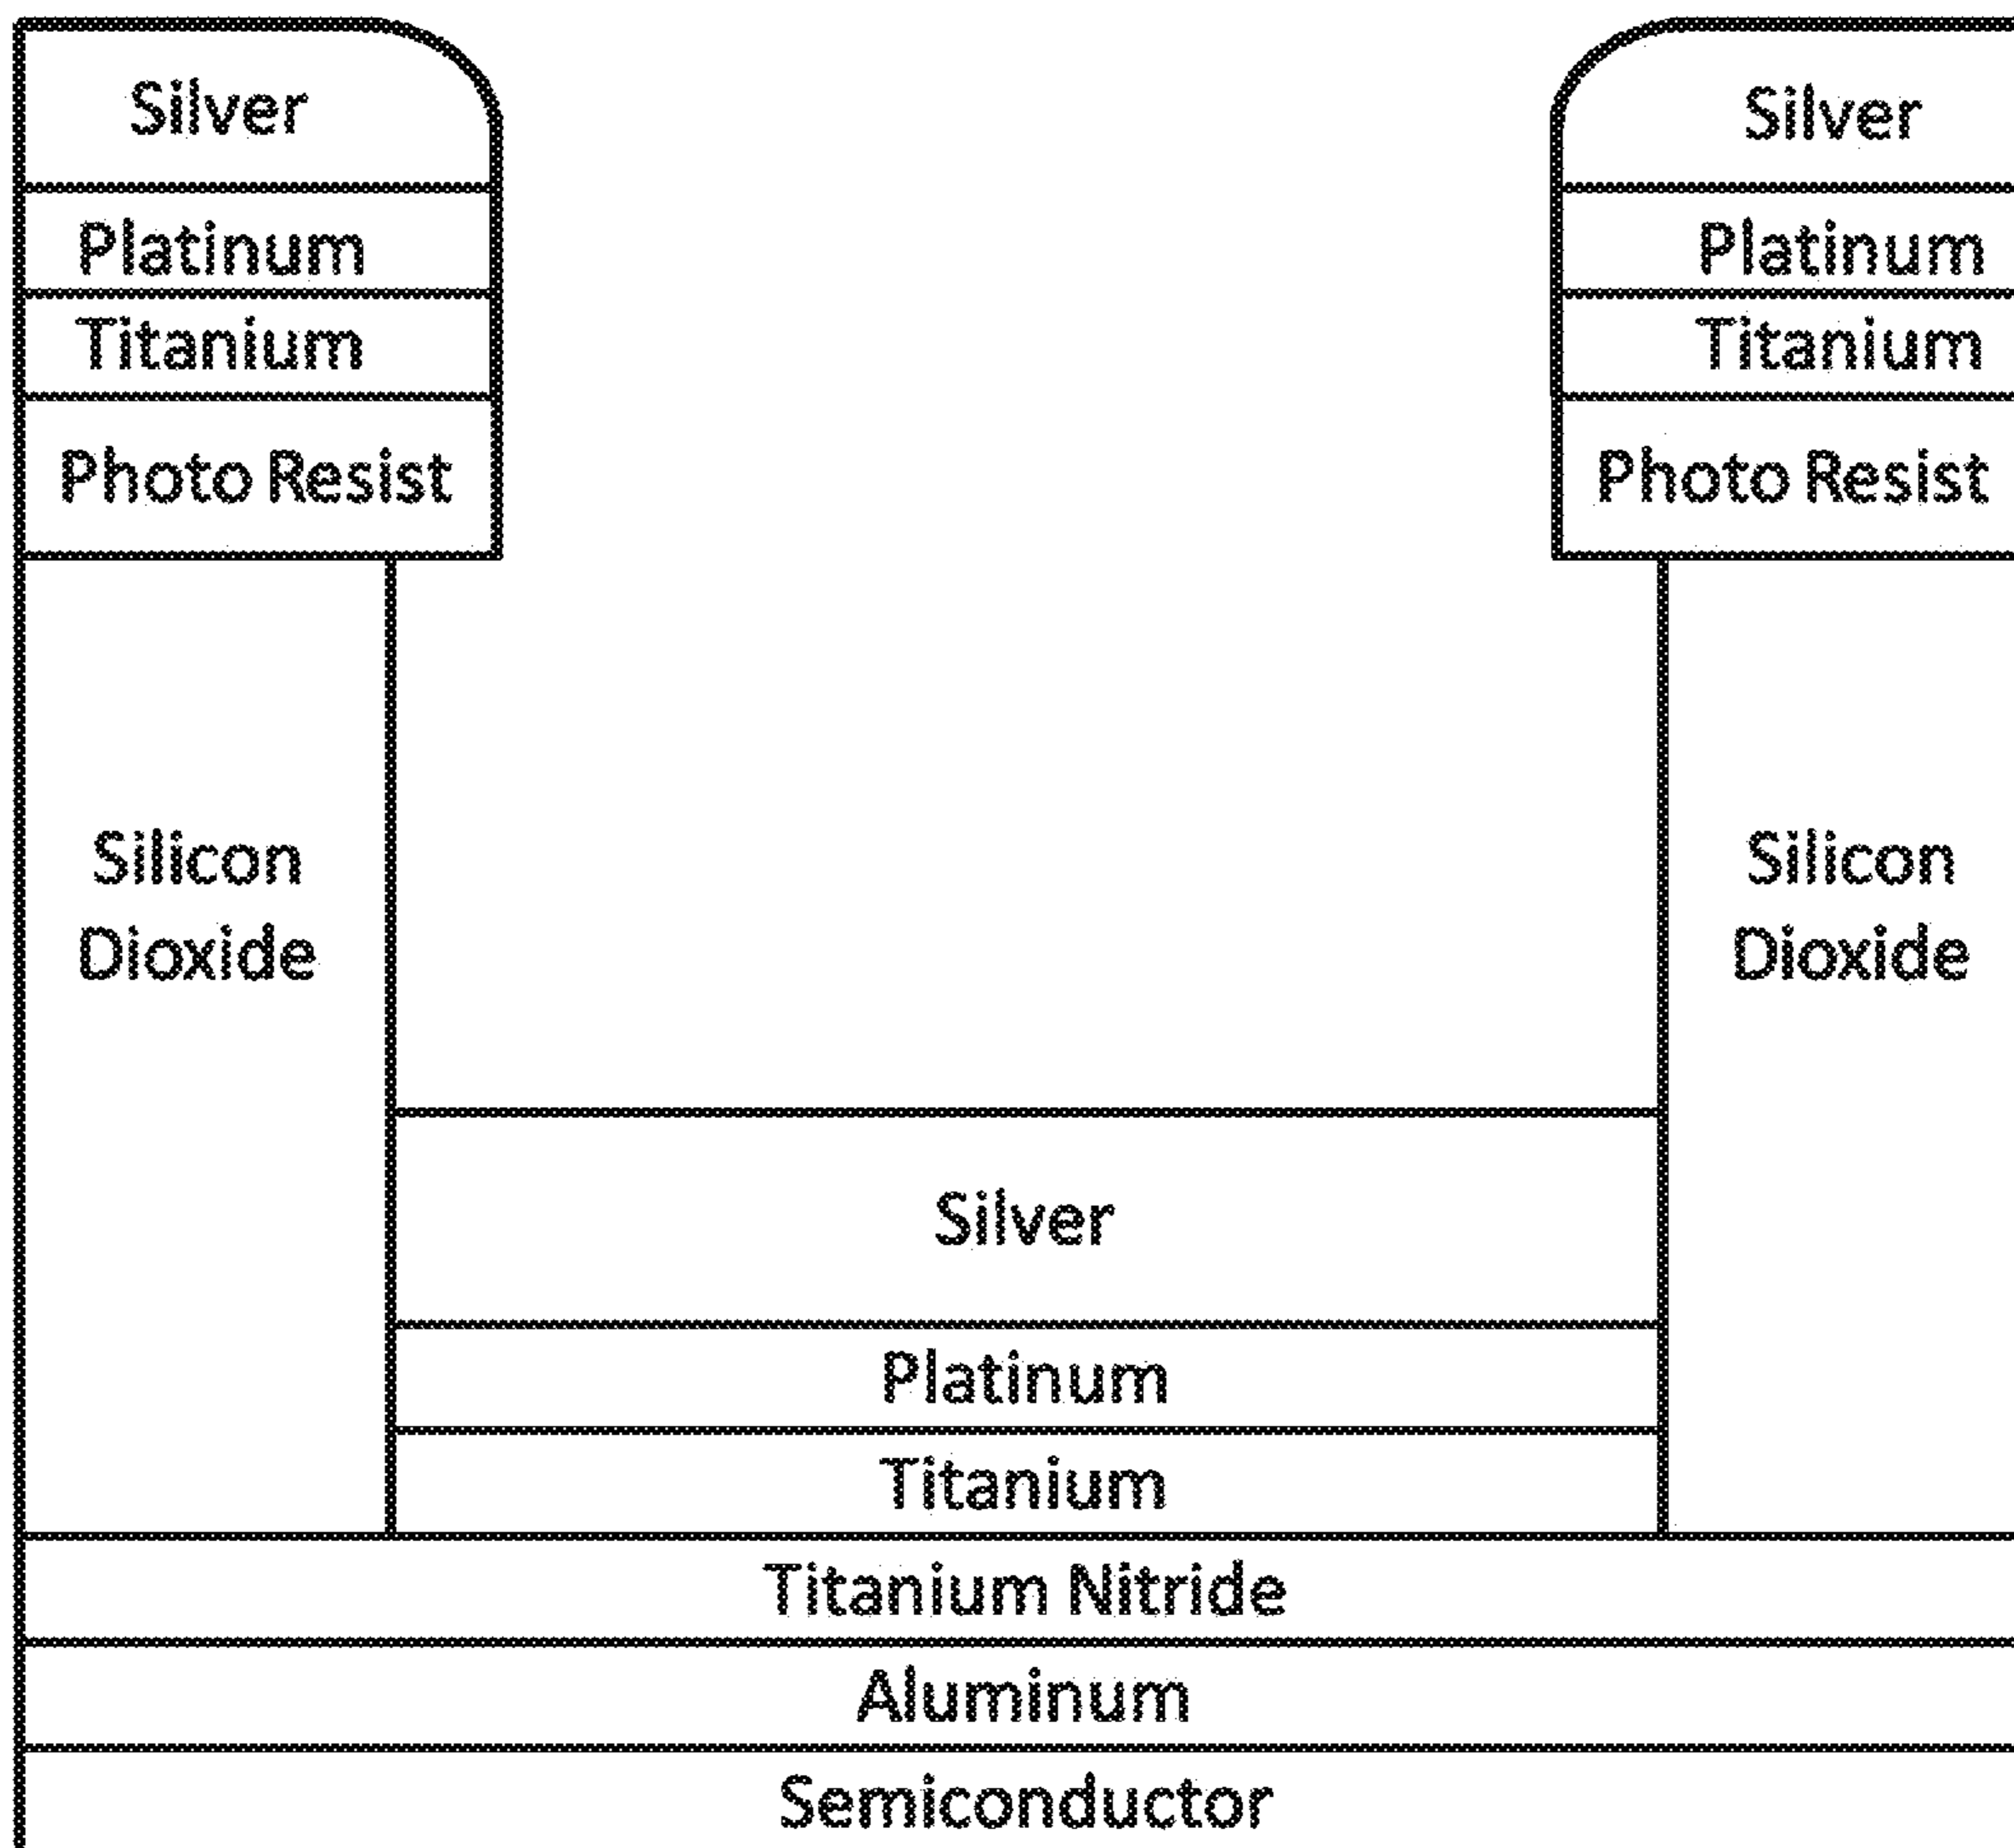 Silver
Platinum
Titanium
Photo Resist
Silicon
Dioxide
Silver
Platinum
Titanium
Photo Resist
Silicon
Dioxide
Silver
Platinum
Titanium
Titanium Nitride
Aluminum
Semiconductor